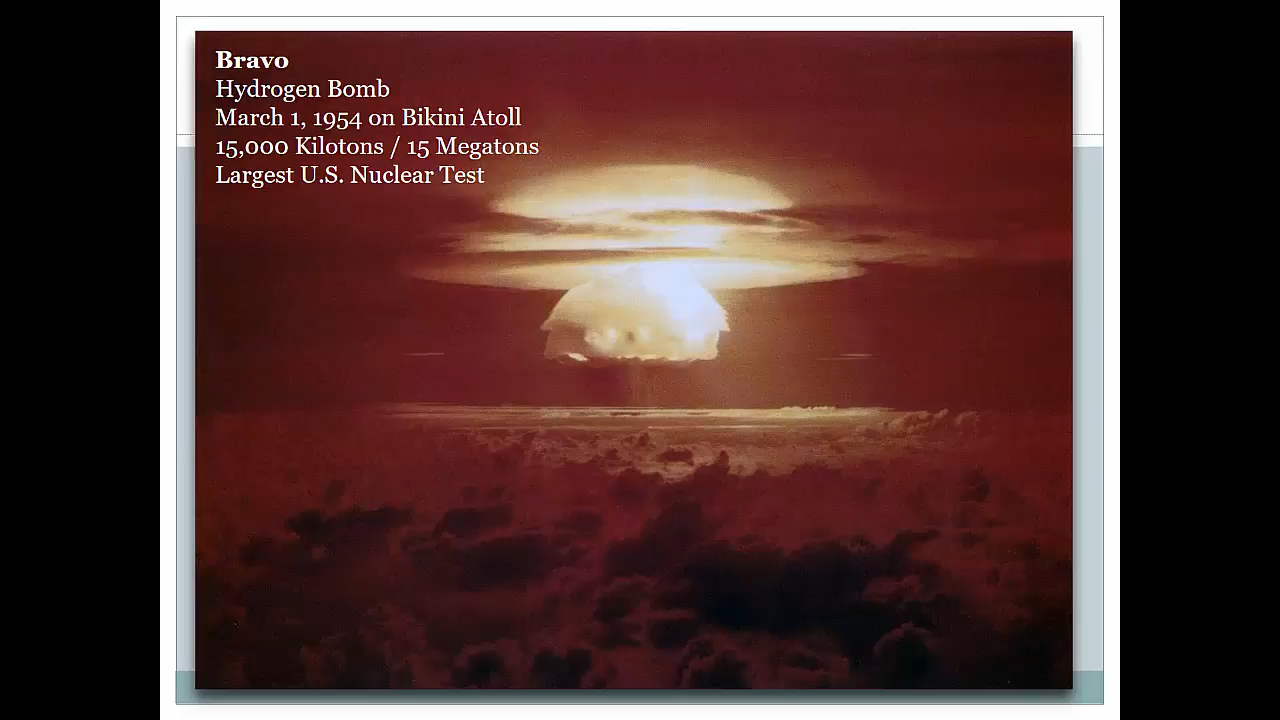 Bravo
Hydrogen Bomb
March 1, 1954 on Bikini Atoll
15,000 Kilotons / 15 Megatons
Largest U.S. Nuclear Test